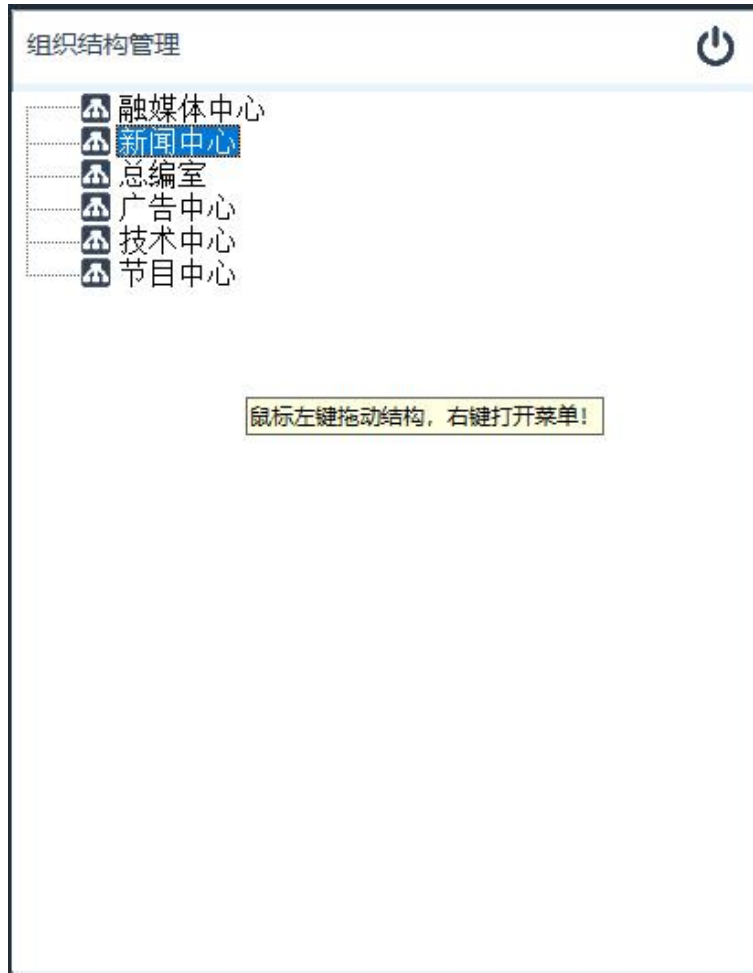 组织结构管理
融媒体中心
新闻中心
总编室
广告中心
技术中心
节目中心
鼠标左键拖动结构，右键打开菜单！